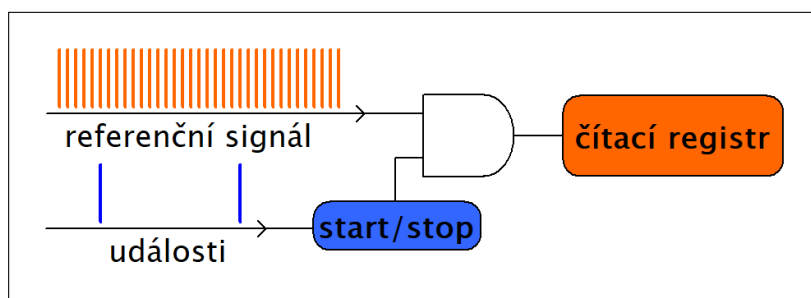 referenční signál
čítací registr
start/stop
události